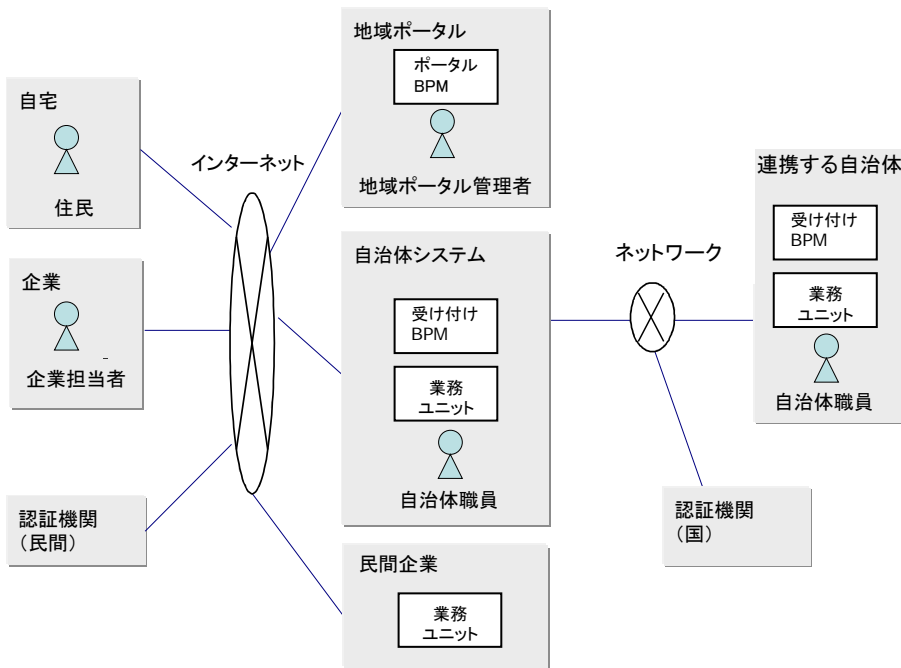 地域ポータル
ポータル
BPM
地域ポータル管理者
自宅
住民
インターネット
企業
企業担当者
認証機関
(民間)
自治体システム
受け付け
BPM
業務
ユニット
自治体職員
民間企業
業務
ユニット
ネットワーク
連携する自治体
受け付け
BPM
業務
ユニット
自治体職員
認証機関
(国)